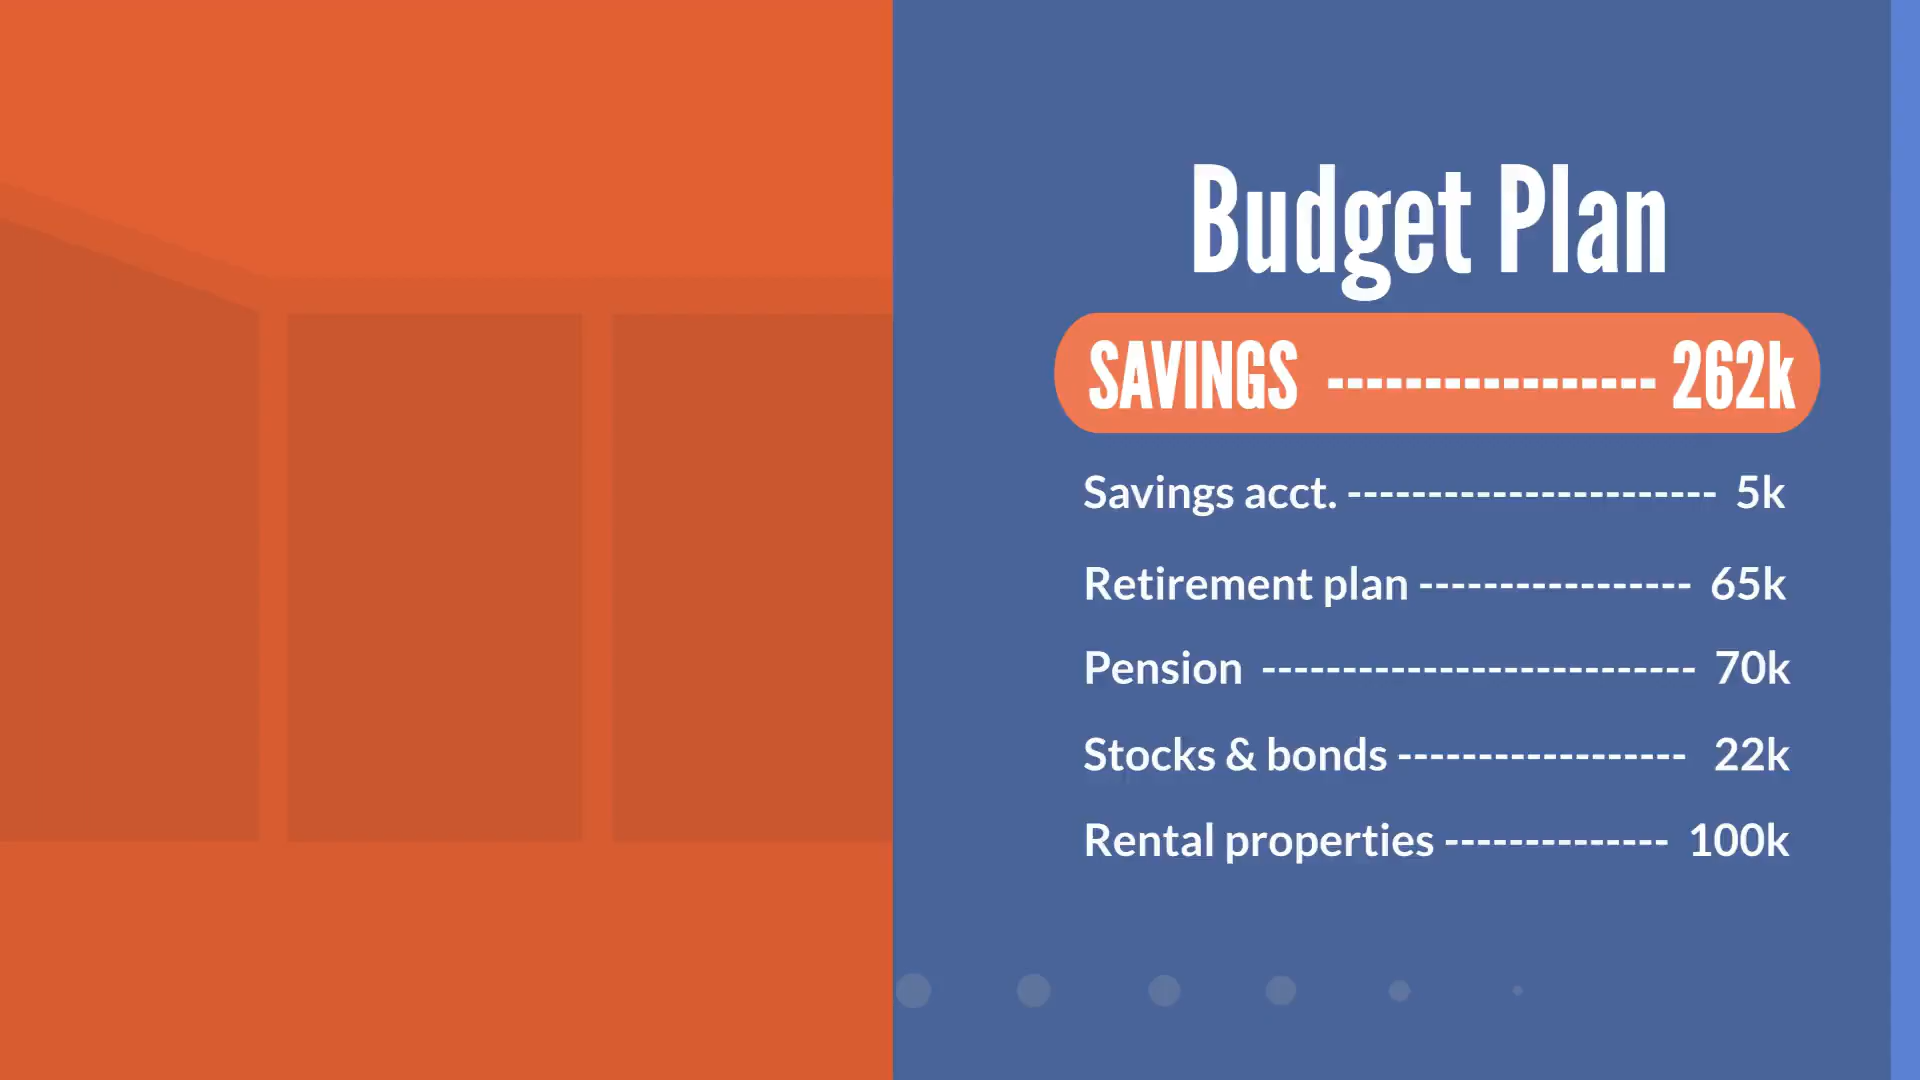 Budget Plan
SAVINGS ----------------- 262k
Savings acct. ----------------------- 5k
Retirement plan ----------------- 65k
Pension --------------------------- 70k
Stocks & bonds ------------------ 22k
Rental properties -------------- 100k